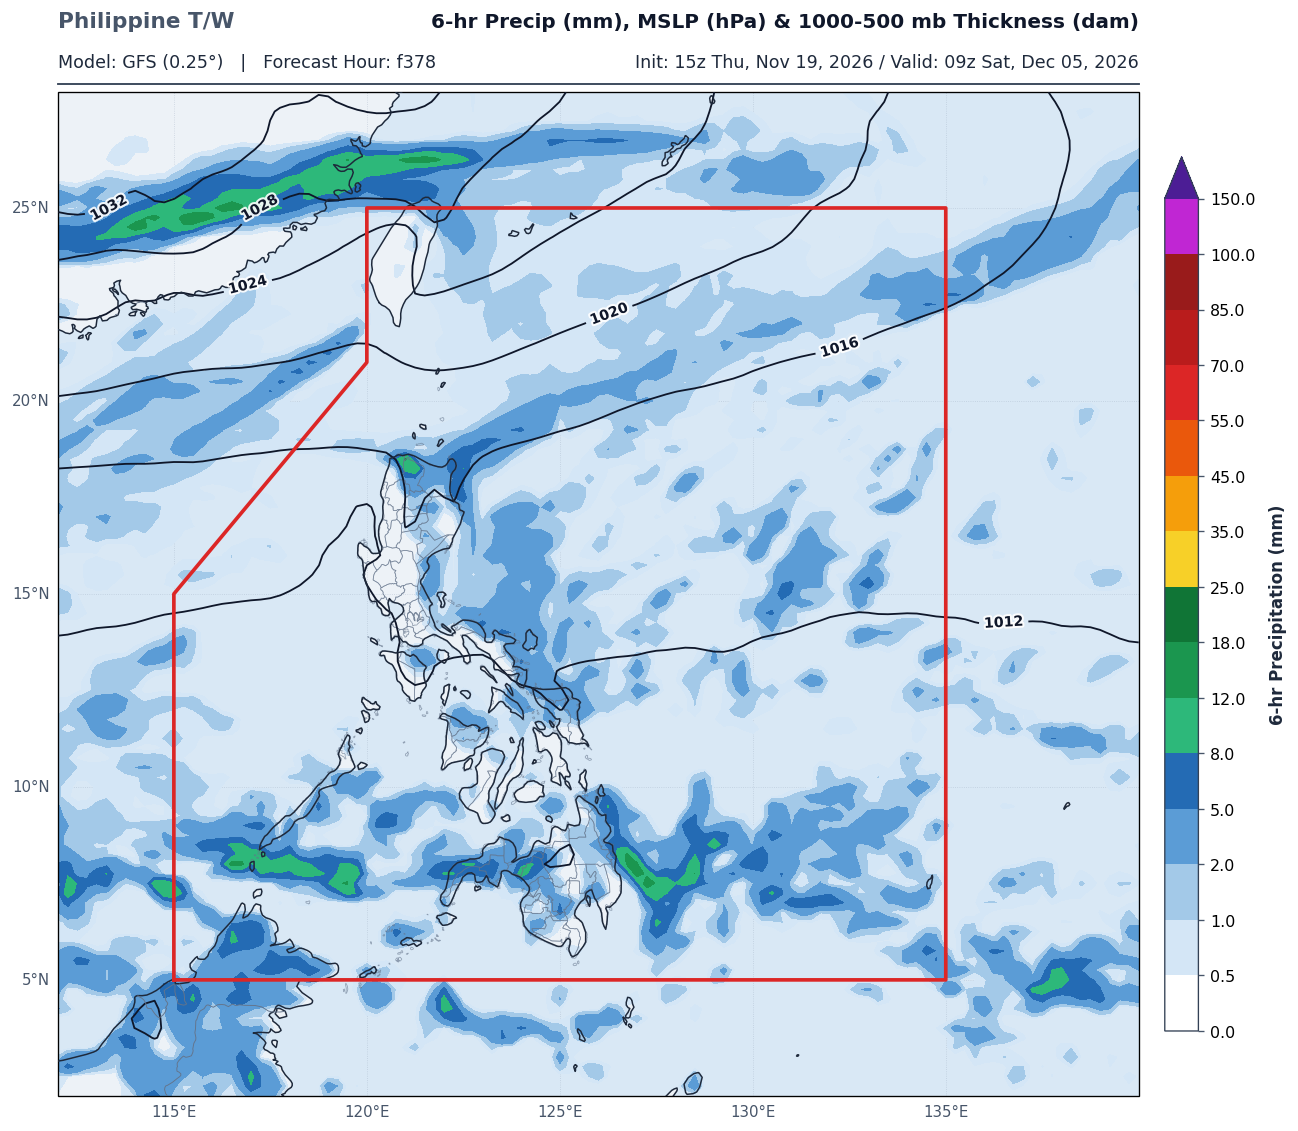 Philippine T/W
6-hr Precip (mm), MSLP (hPa) & 1000-500 mb Thickness (dam)
Model: GFS (0.25°) | Forecast Hour: f378
Init: 15z Thu, Nov 19, 2026 / Valid: 09z Sat, Dec 05, 2026
25°N
20°N
15°N
10°N
5°N
1032
1028
1024
1020
1016
1012
115°E
120°E
125°E
130°E
135°E
150.0
100.0
85.0
70.0
55.0
45.0
35.0
25.0
18.0
12.0
8.0
5.0
2.0
1.0
0.5
0.0
6-hr Precipitation (mm)